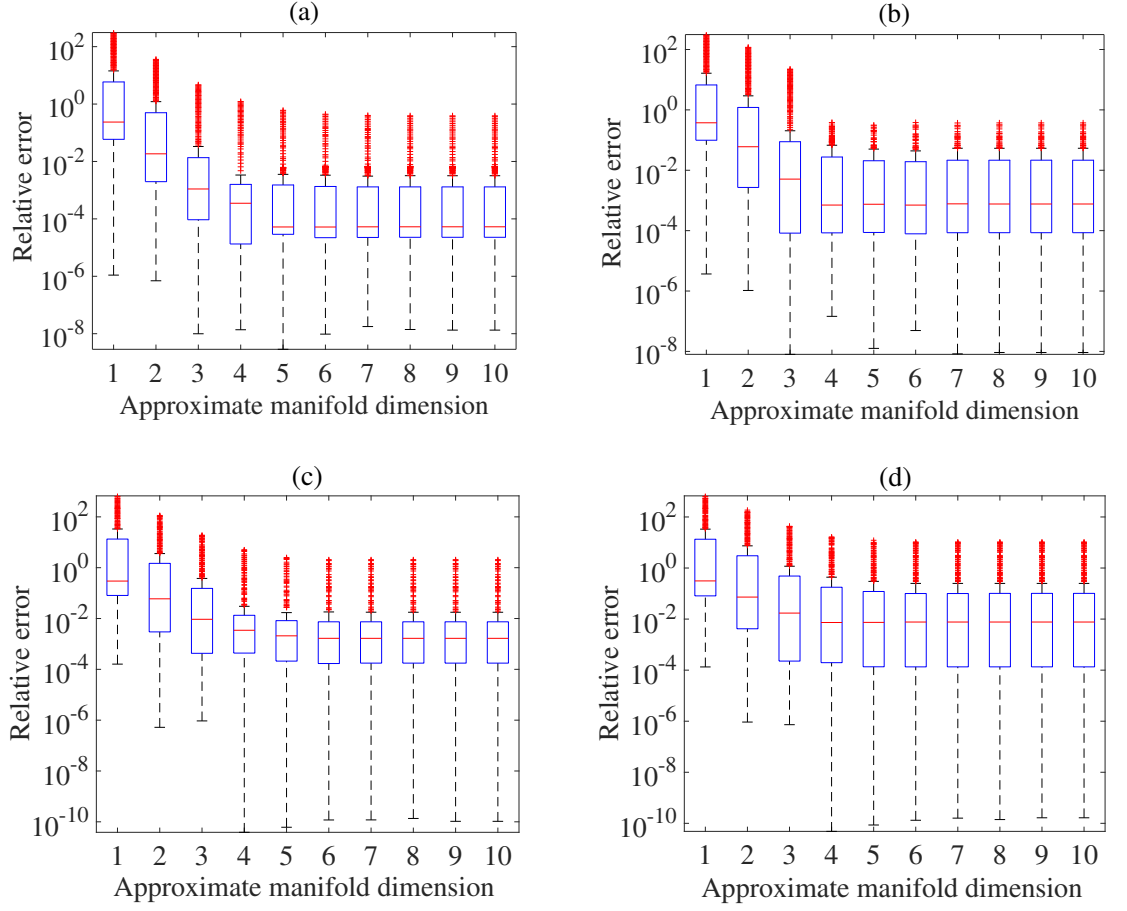 (a)
Relative error
10^2
10^0
10^-2
10^-4
10^-6
10^-8
1 2 3 4 5 6 7 8 9 10
Approximate manifold dimension
(b)
Relative error
10^2
10^0
10^-2
10^-4
10^-6
10^-8
1 2 3 4 5 6 7 8 9 10
Approximate manifold dimension
(c)
Relative error
10^2
10^0
10^-2
10^-4
10^-6
10^-8
10^-10
1 2 3 4 5 6 7 8 9 10
Approximate manifold dimension
(d)
Relative error
10^2
10^0
10^-2
10^-4
10^-6
10^-8
10^-10
1 2 3 4 5 6 7 8 9 10
Approximate manifold dimension